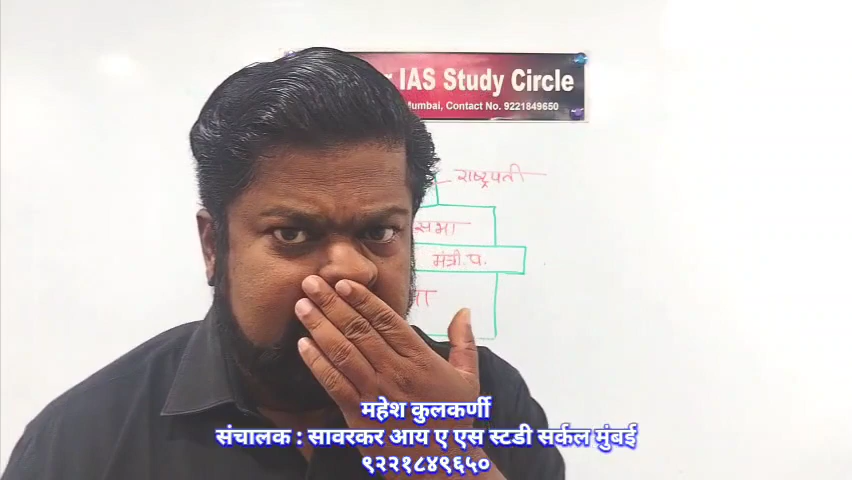 IAS Study Circle
Mumbai, Contact No. 9221849650
राष्ट्रपती
सभा
मंत्री.प.
महेश कुलकर्णी
संचालक : सावरकर आय ए एस स्टडी सर्कल मुंबई
९२२१८४९६५०